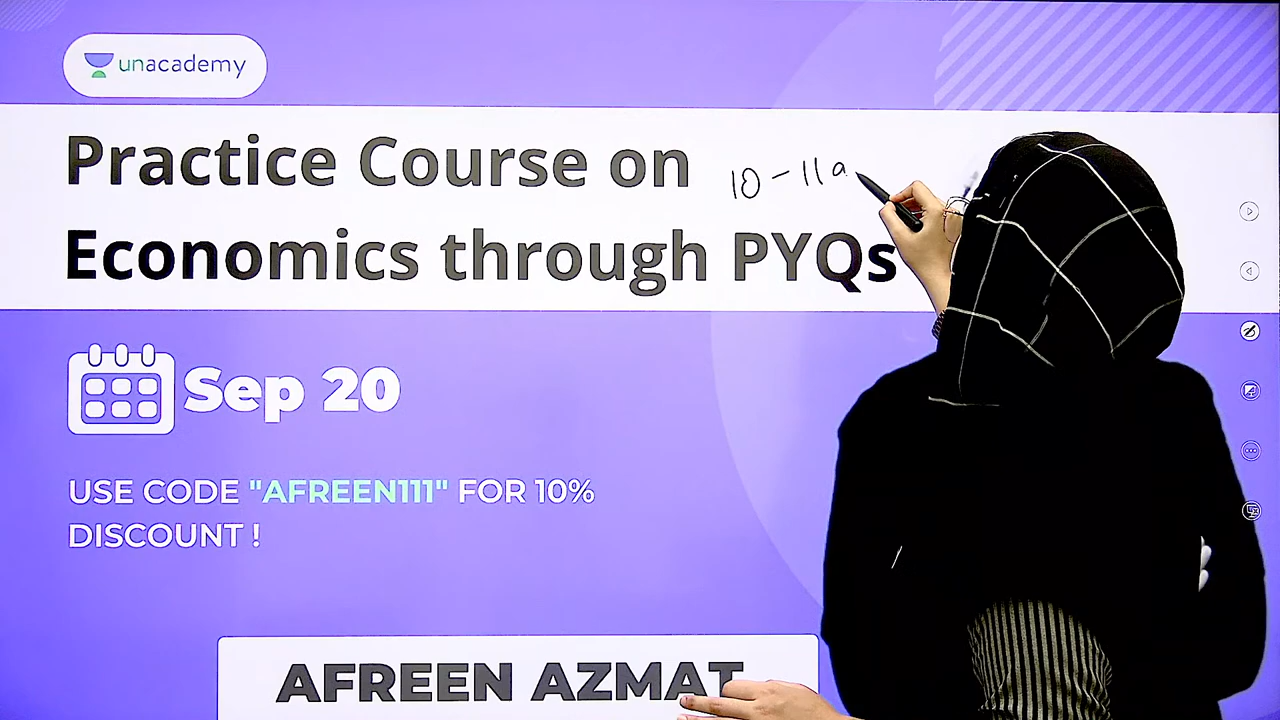 unacademy
Practice Course on
10-11a
Economics through PYQs
Sep 20
USE CODE "AFREEN111" FOR 10%
DISCOUNT !
AFREEN AZMAT